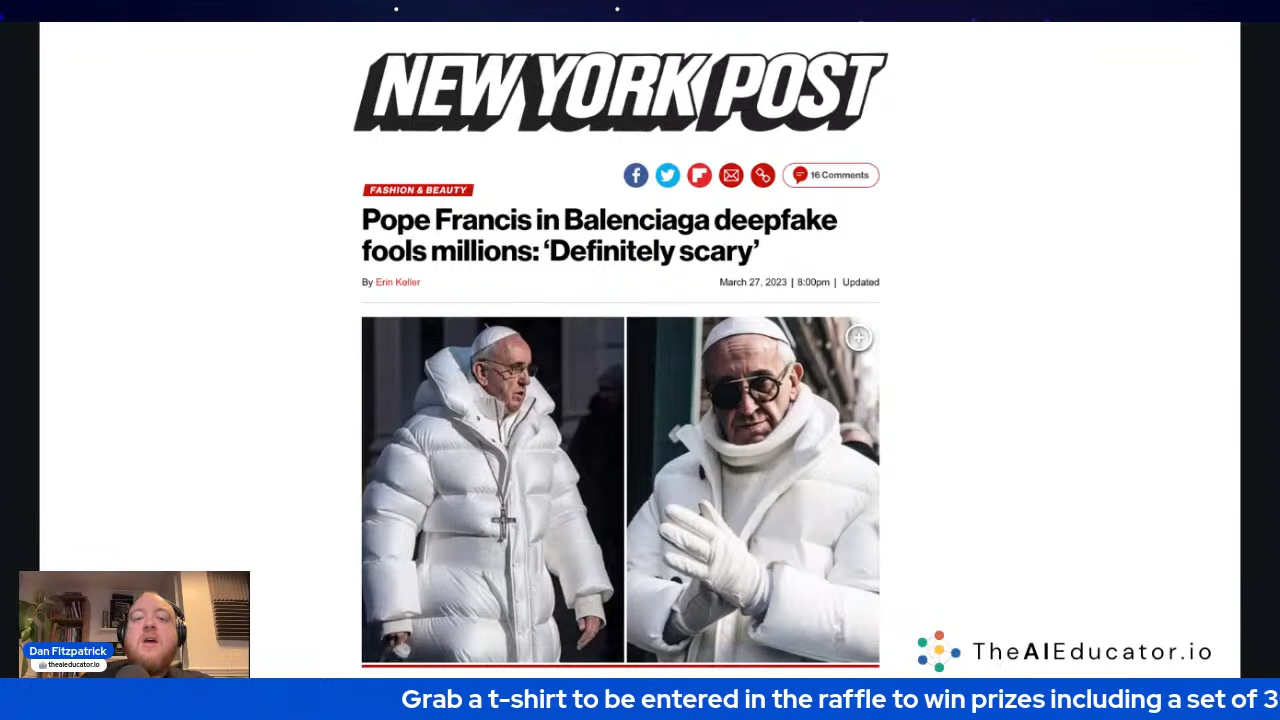 NEW YORK POST
16 Comments
FASHION & BEAUTY
Pope Francis in Balenciaga deepfake
fools millions: ‘Definitely scary’
By Erin Keller
March 27, 2023 | 8:00pm | Updated
Dan Fitzpatrick
theaieducator.io
TheAIEducator.io
Grab a t-shirt to be entered in the raffle to win prizes including a set of 3